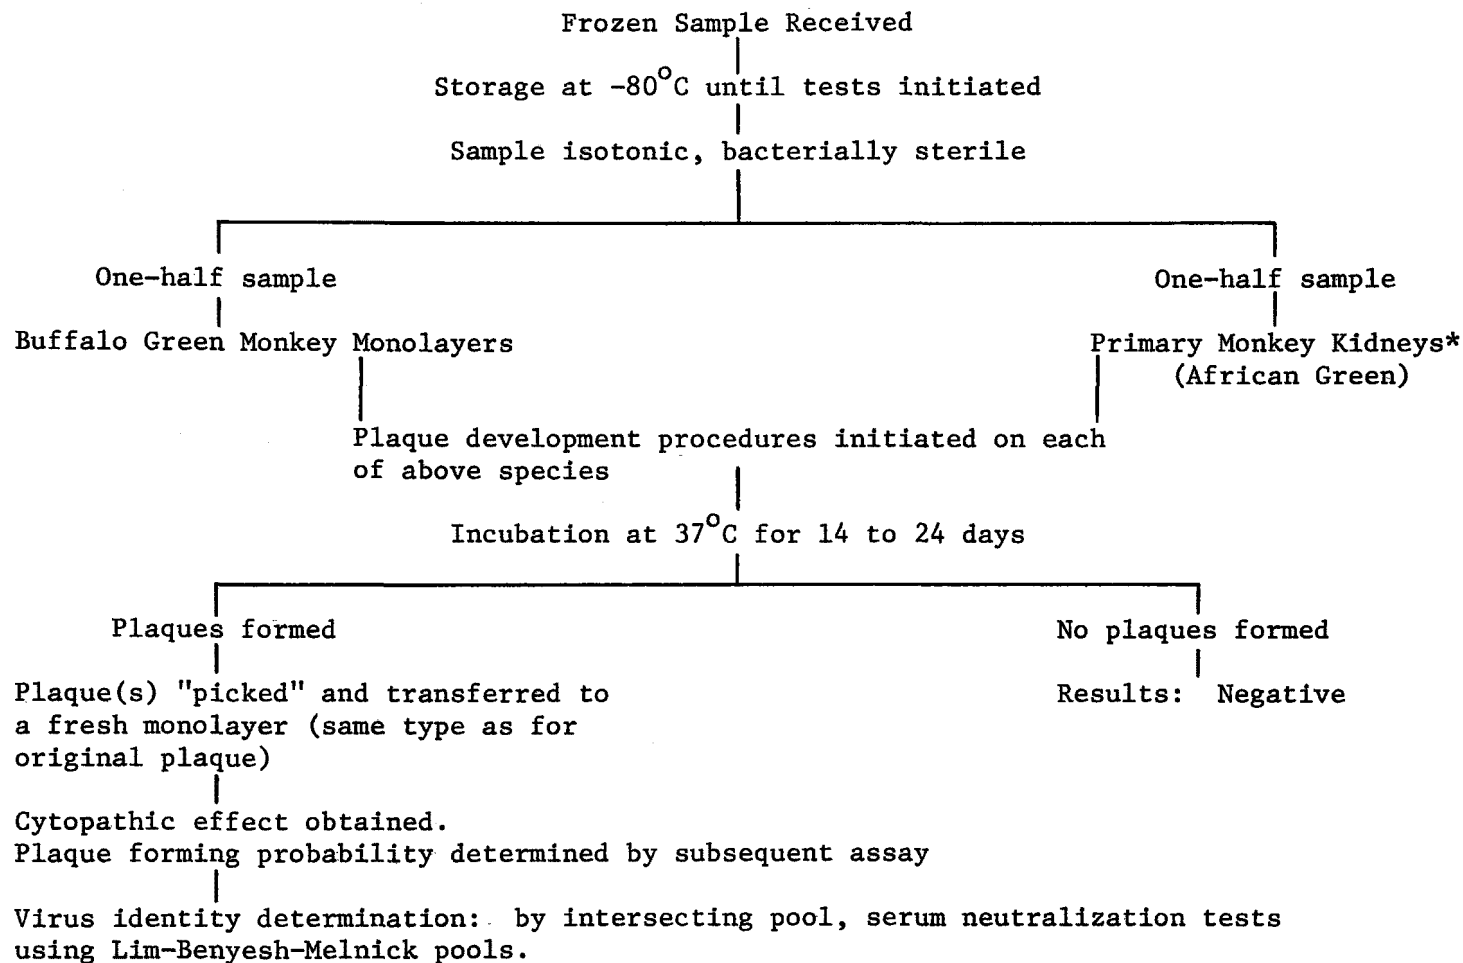 Frozen Sample Received
Storage at -80°C until tests initiated
Sample isotonic, bacterially sterile
One-half sample
One-half sample
Buffalo Green Monkey Monolayers
Primary Monkey Kidneys*
(African Green)
Plaque development procedures initiated on each
of above species
Incubation at 37°C for 14 to 24 days
Plaques formed
No plaques formed
Plaque(s) "picked" and transferred to
a fresh monolayer (same type as for
original plaque)
Results: Negative
Cytopathic effect obtained.
Plaque forming probability determined by subsequent assay
Virus identity determination: by intersecting pool, serum neutralization tests
using Lim-Benyesh-Melnick pools.